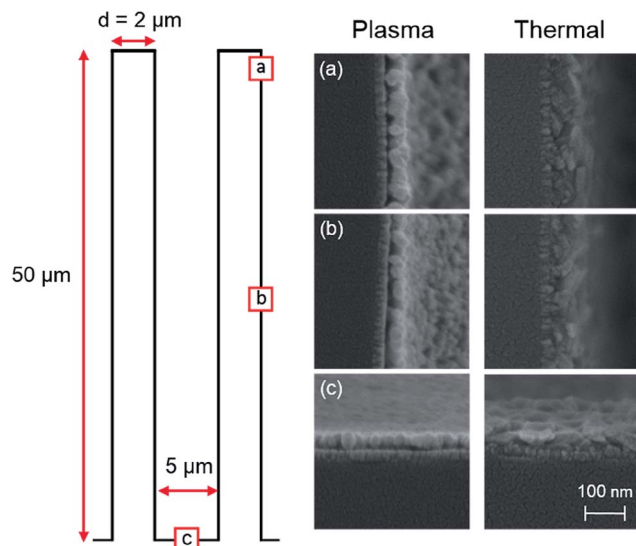 d = 2 µm
Plasma
Thermal
(a)
a
50 µm
(b)
b
(c)
5 µm
c
100 nm